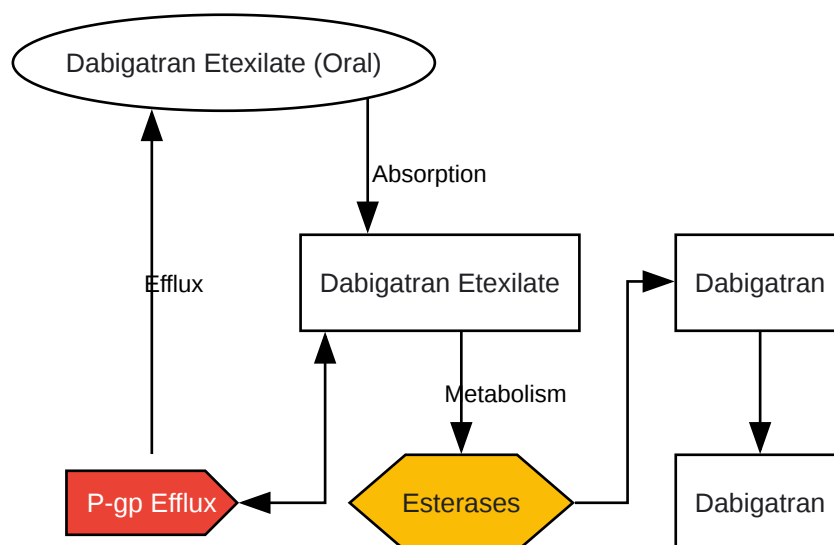 Dabigatran Etexilate (Oral)
Absorption
Efflux
Dabigatran Etexilate
Dabigatran
Metabolism
P-gp Efflux
Esterases
Dabigatran